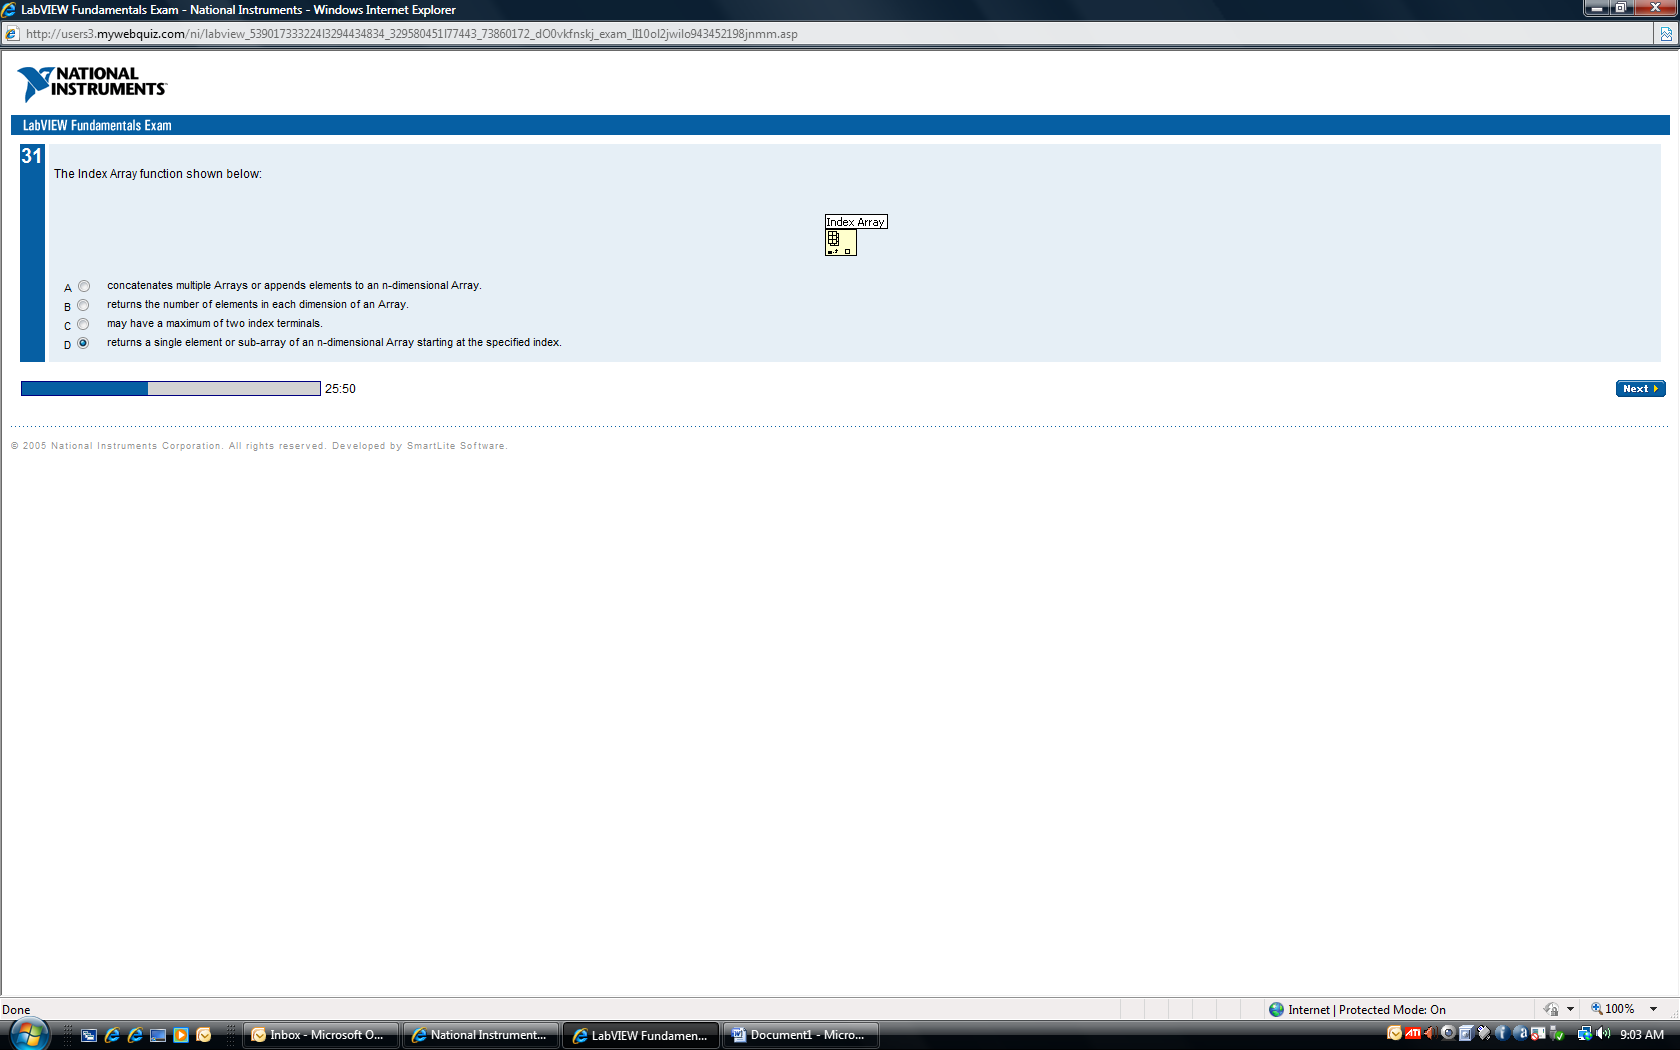 LabVIEW Fundamentals Exam - National Instruments - Windows Internet Explorer
NATIONAL
INSTRUMENTS
LabVIEW Fundamentals Exam
31
The Index Array function shown below:
Index Array
A concatenates multiple Arrays or appends elements to an n-dimensional Array.
B returns the number of elements in each dimension of an Array.
C may have a maximum of two index terminals.
D returns a single element or sub-array of an n-dimensional Array starting at the specified index.
25:50
Next
© 2005 National Instruments Corporation. All rights reserved. Developed by SmartLite Software.
Done
Internet | Protected Mode: On
100%
Inbox - Microsoft O...
National Instrument...
LabVIEW Fundamen...
Document1 - Micro...
9:03 AM